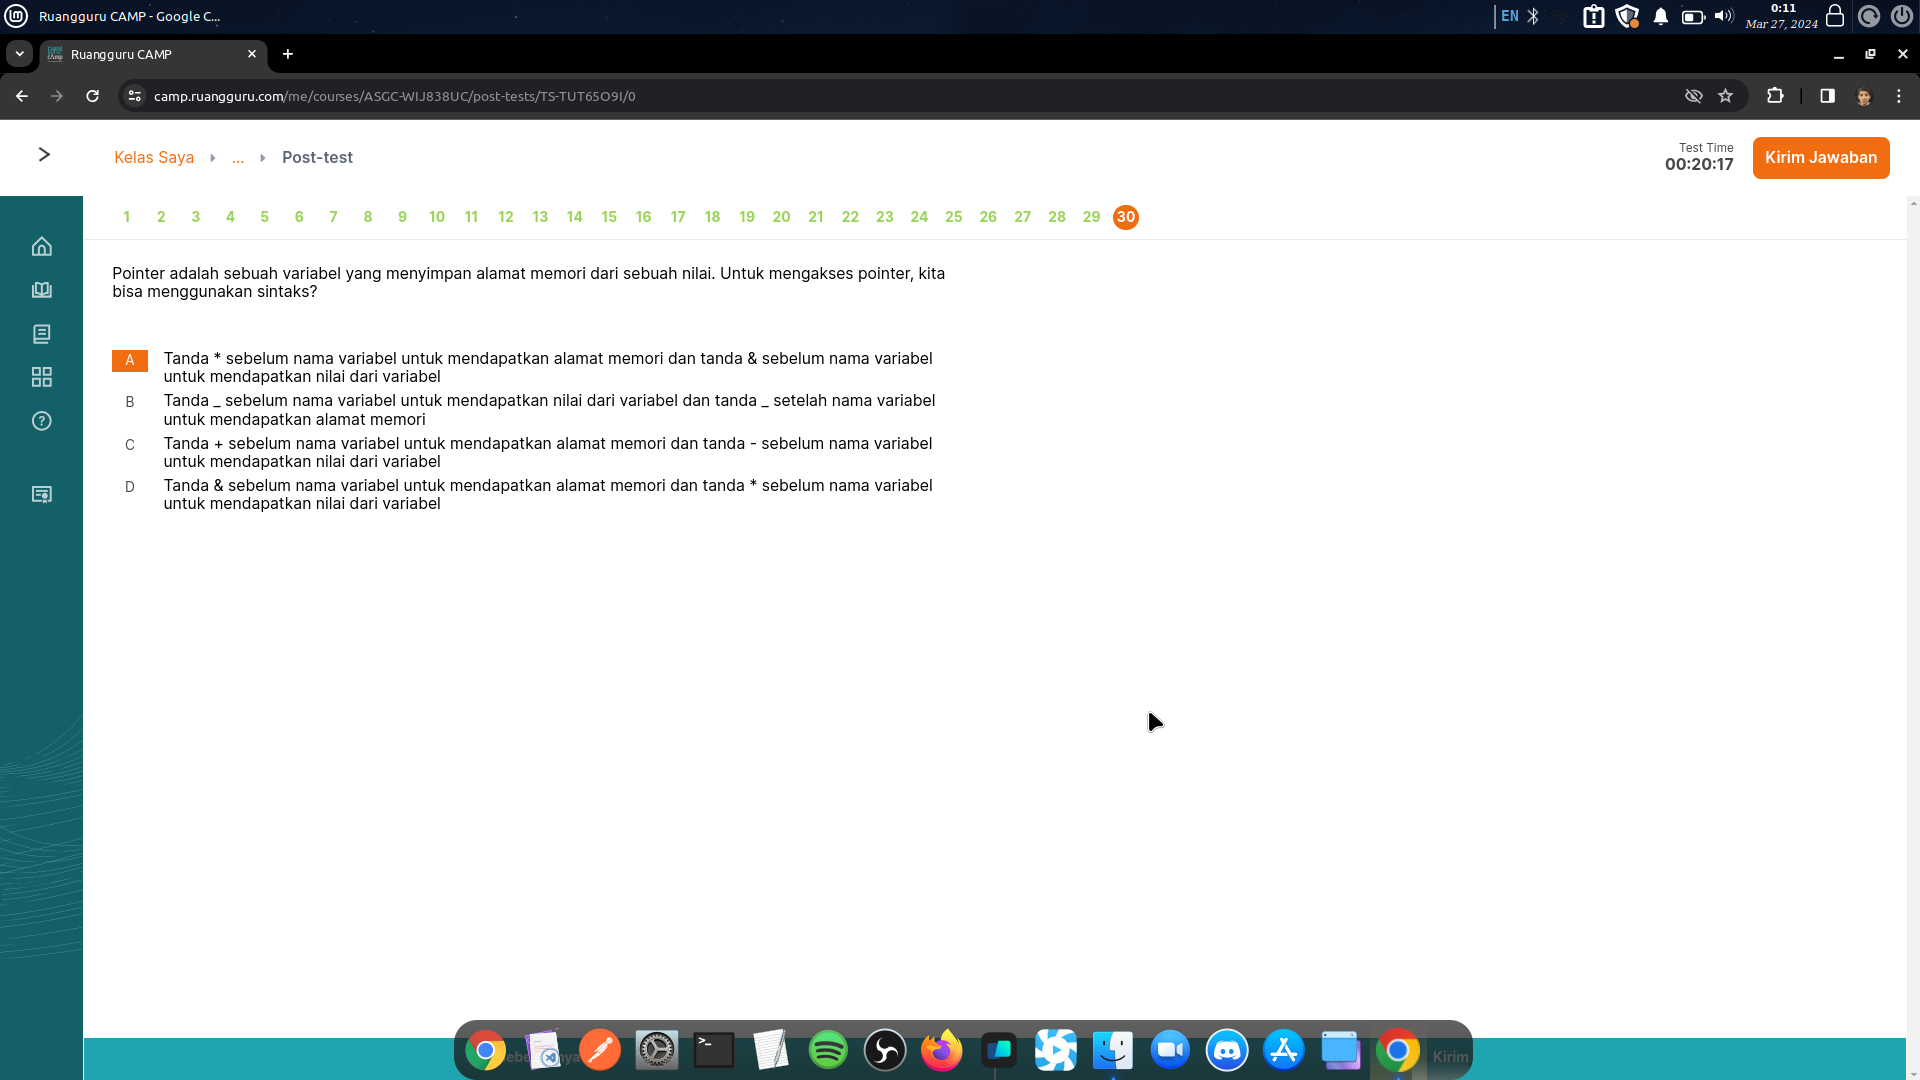 Ruangguru CAMP - Google C...
EN
0:11
Mar 27, 2024
Ruangguru CAMP
camp.ruangguru.com/me/courses/ASGC-WIJ838UC/post-tests/TS-TUT65O9I/0
Kelas Saya ... Post-test
Test Time
00:20:17
Kirim Jawaban
1 2 3 4 5 6 7 8 9 10 11 12 13 14 15 16 17 18 19 20 21 22 23 24 25 26 27 28 29 30
Pointer adalah sebuah variabel yang menyimpan alamat memori dari sebuah nilai. Untuk mengakses pointer, kita
bisa menggunakan sintaks?
A Tanda * sebelum nama variabel untuk mendapatkan alamat memori dan tanda & sebelum nama variabel
untuk mendapatkan nilai dari variabel
B Tanda _ sebelum nama variabel untuk mendapatkan nilai dari variabel dan tanda _ setelah nama variabel
untuk mendapatkan alamat memori
C Tanda + sebelum nama variabel untuk mendapatkan alamat memori dan tanda - sebelum nama variabel
untuk mendapatkan nilai dari variabel
D Tanda & sebelum nama variabel untuk mendapatkan alamat memori dan tanda * sebelum nama variabel
untuk mendapatkan nilai dari variabel
Kirim